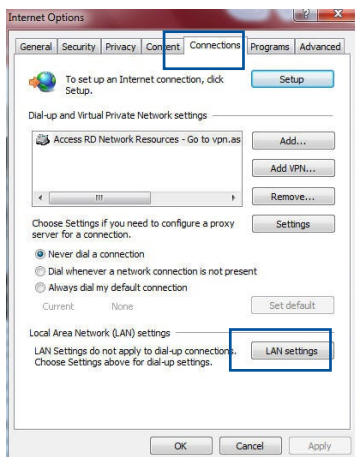 Internet Options
General Security Privacy Content Connections Programs Advanced
To set up an Internet connection, click
Setup.
Setup
Dial-up and Virtual Private Network settings
Access RD Network Resources - Go to vpn.as
Add...
Add VPN...
Remove...
Choose Settings if you need to configure a proxy
server for a connection.
Settings
Never dial a connection
Dial whenever a network connection is not present
Always dial my default connection
Current None
Set default
Local Area Network (LAN) settings
LAN Settings do not apply to dial-up connections.
Choose Settings above for dial-up settings.
LAN settings
OK Cancel Apply